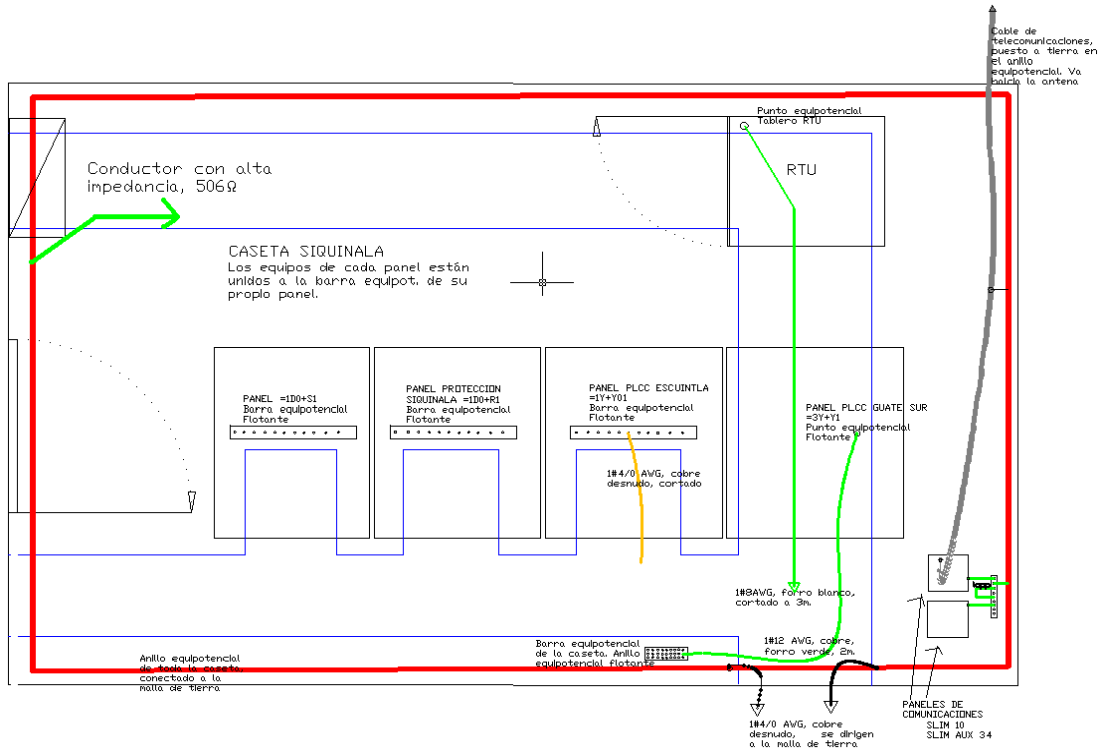 Cable de
telecomunicaciones,
puesto a tierra en
el anillo
equipotencial. Va
hacia la antena
Punto equipotencial
Tablero RTU
RTU
Conductor con alta
impedancia, 506Ω
CASETA SIQUINALA
Los equipos de cada panel están
unidos a la barra equipot. de su
propio panel.
PANEL =1D0+S1
Barra equipotencial
Flotante
PANEL PROTECCION
SIQUINALA =1D0+R1
Barra equipotencial
Flotante
PANEL PLCC ESCUINTLA
=1Y+Y01
Barra equipotencial
Flotante
PANEL PLCC GUATE SUR
=3Y+Y1
Punto equipotencial
Flotante
1#4/0 AWG, cobre
desnudo, cortado
1#8AWG, forro blanco,
cortado a 3m.
1#12 AWG, cobre,
forro verde, 2m.
Barra equipotencial
de la caseta. Anillo
equipotencial flotante
Anillo equipotencial
de toda la caseta,
conectado a la
malla de tierra
1#4/0 AWG, cobre
desnudo, se dirigen
a la malla de tierra
PANELES DE
COMUNICACIONES
SLIM 10
SLIM AUX 34